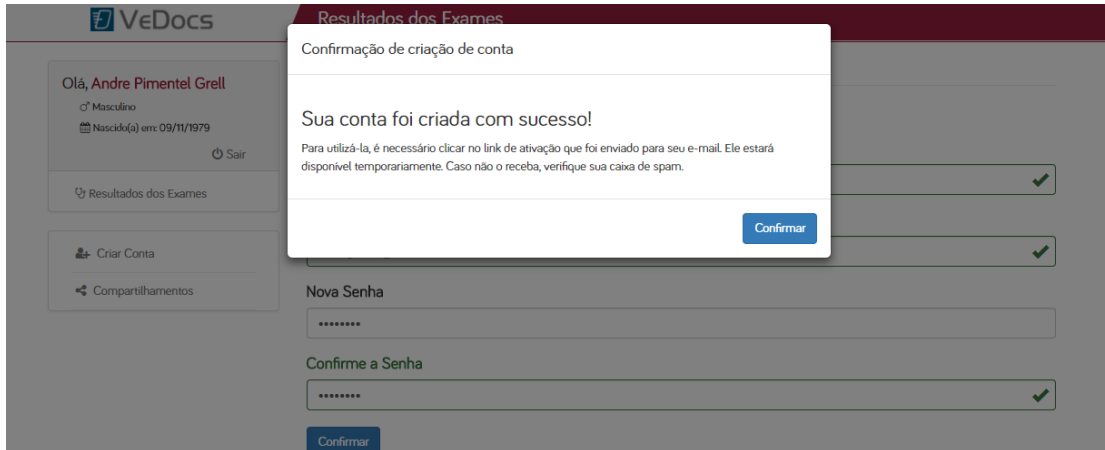 VEDOCS
Resultados dos Exames
Olá, Andre Pimentel Grell
Masculino
Nascido(a) em: 09/11/1979
Sair
Resultados dos Exames
Criar Conta
Compartilhamentos
Confirmação de criação de conta
Sua conta foi criada com sucesso!
Para utilizá-la, é necessário clicar no link de ativação que foi enviado para seu e-mail. Ele estará
disponível temporariamente. Caso não o receba, verifique sua caixa de spam.
Confirmar
Nova Senha
••••••••
Confirme a Senha
••••••••
Confirmar